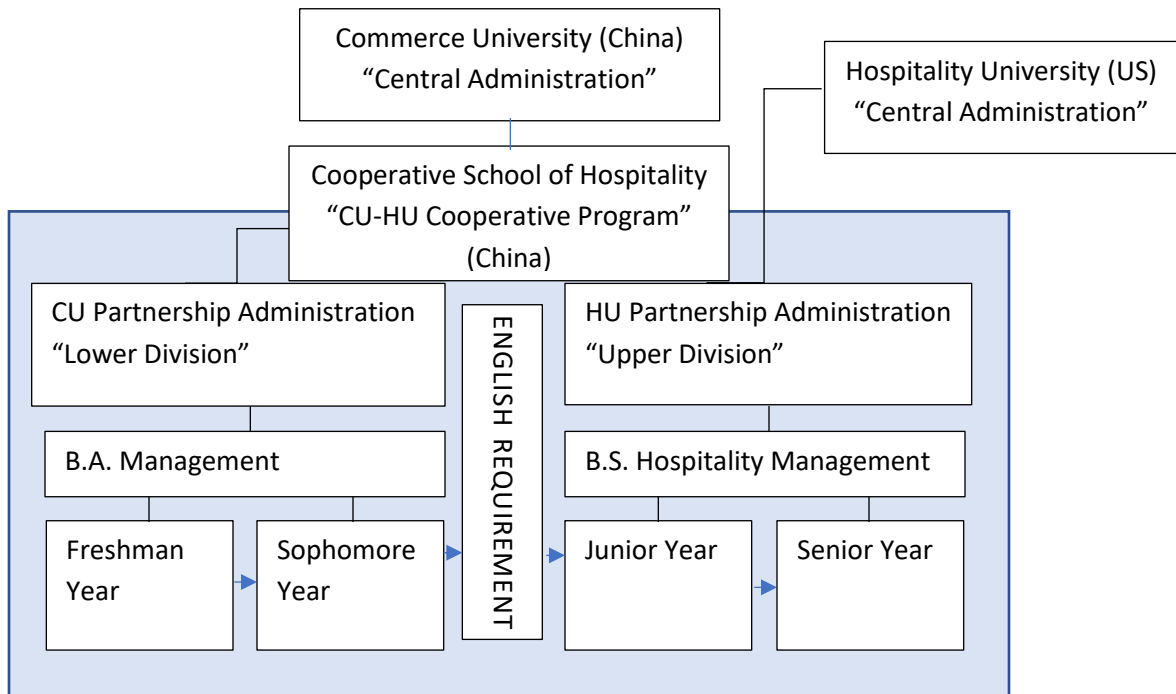 Commerce University (China)
“Central Administration”
Hospitality University (US)
“Central Administration”
Cooperative School of Hospitality
“CU-HU Cooperative Program”
(China)
CU Partnership Administration
“Lower Division”
ENGLISH REQUIREMENT
HU Partnership Administration
“Upper Division”
B.A. Management
B.S. Hospitality Management
Freshman
Year
Sophomore
Year
Junior Year
Senior Year